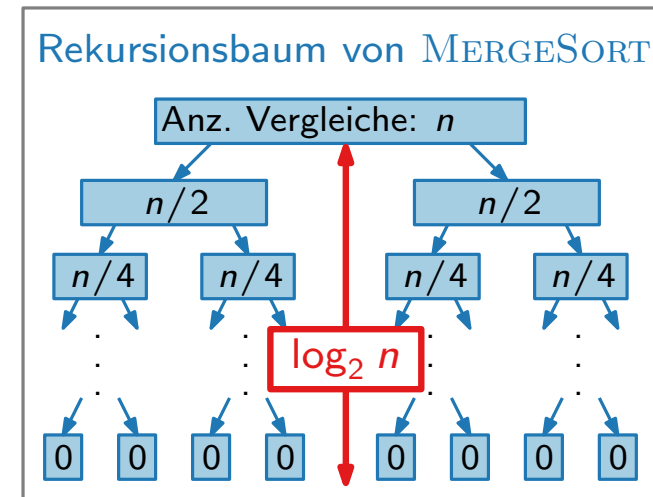 Rekursionsbaum von MERGESORT
Anz. Vergleiche: n
n/2 n/2
n/4 n/4 n/4 n/4
log₂ n
0 0 0 0 0 0 0 0